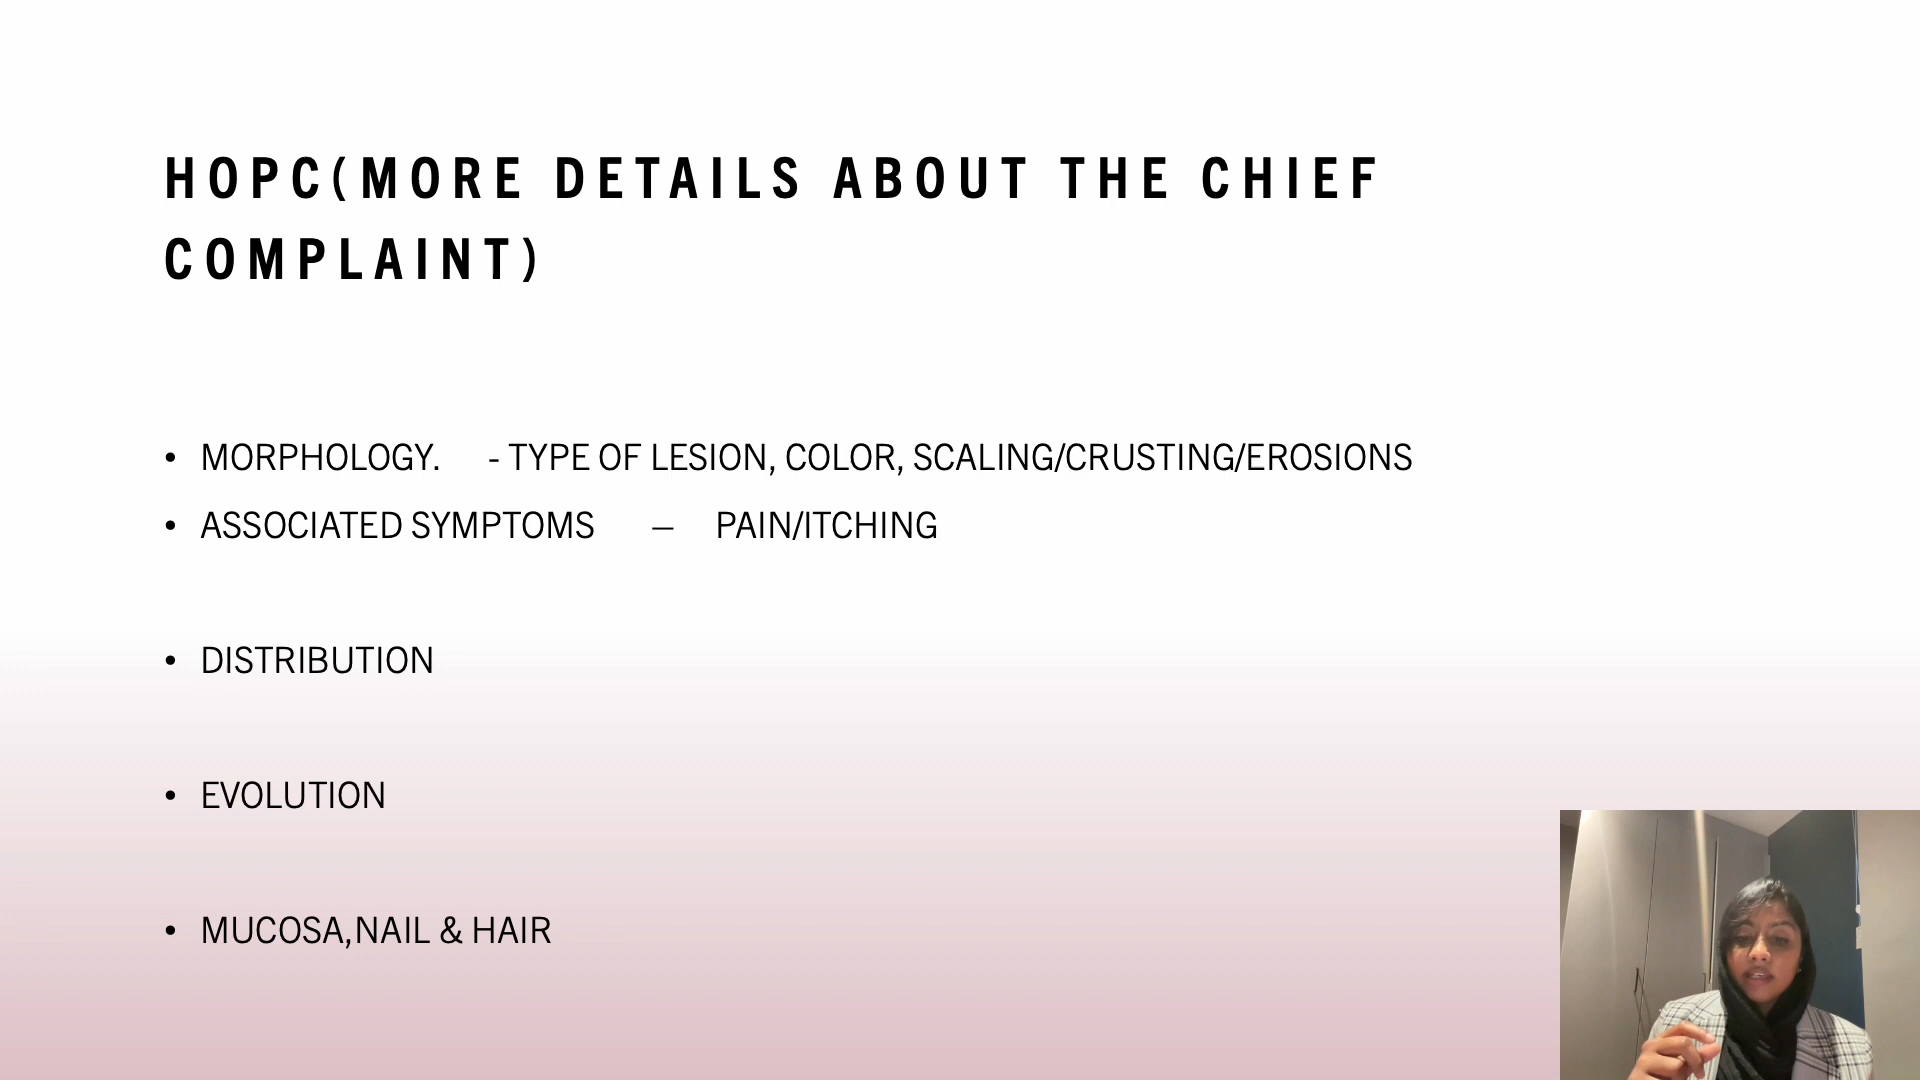 HOPC(MORE DETAILS ABOUT THE CHIEF
COMPLAINT)
• MORPHOLOGY. - TYPE OF LESION, COLOR, SCALING/CRUSTING/EROSIONS
• ASSOCIATED SYMPTOMS – PAIN/ITCHING
• DISTRIBUTION
• EVOLUTION
• MUCOSA,NAIL & HAIR